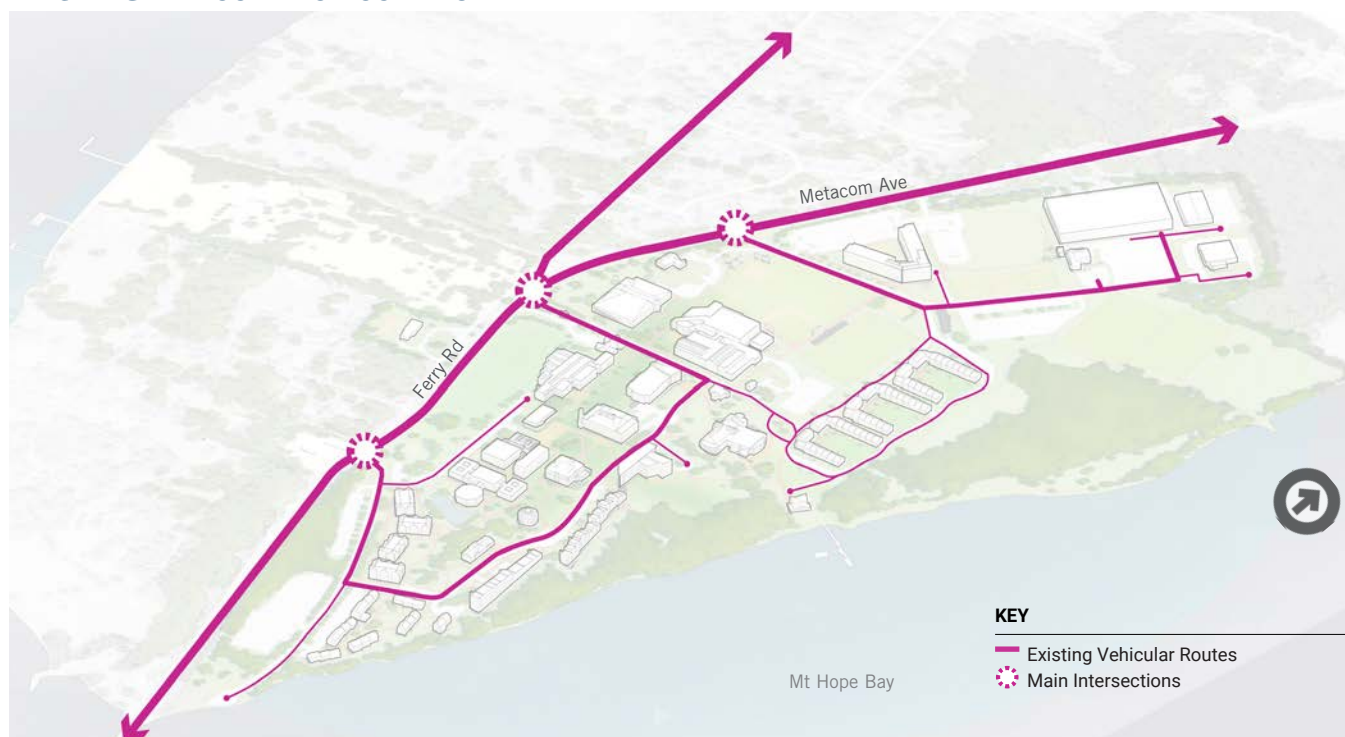 Metacom Ave
Ferry Rd
Mt Hope Bay
KEY
Existing Vehicular Routes
Main Intersections